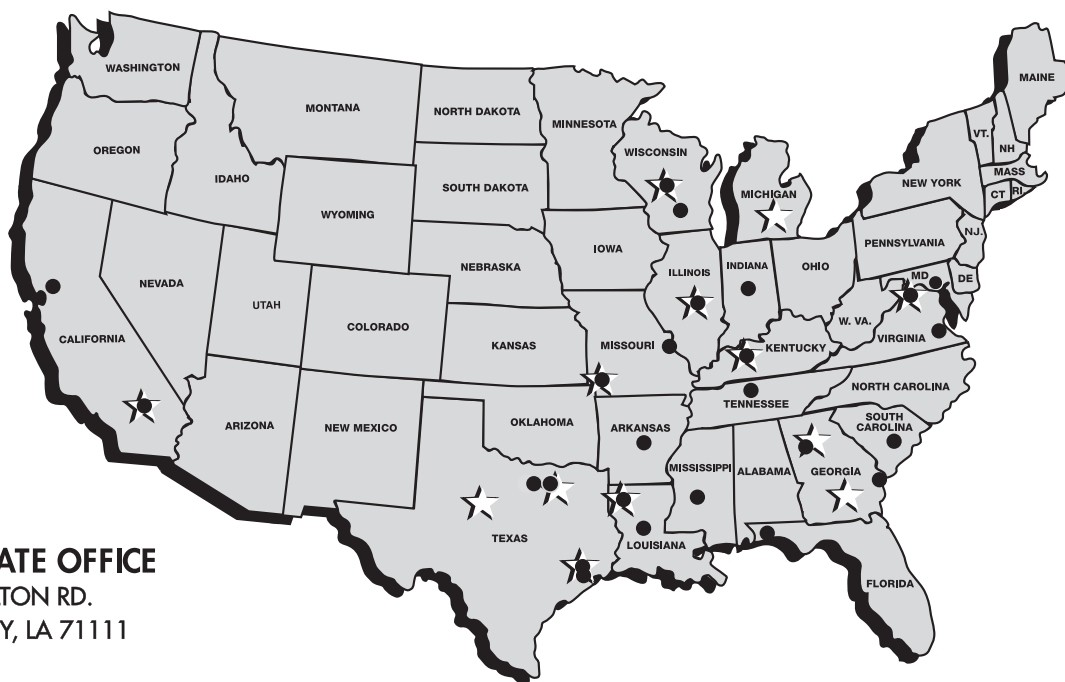 WASHINGTON
MAINE
MONTANA
NORTH DAKOTA
MINNESOTA
VT.
NH
OREGON
WISCONSIN
MASS
IDAHO
SOUTH DAKOTA
MICHIGAN
NEW YORK
CT
RI
WYOMING
NJ.
PENNSYLVANIA
IOWA
NEBRASKA
ILLINOIS
INDIANA
OHIO
MD
DE
NEVADA
UTAH
COLORADO
W. VA.
CALIFORNIA
KANSAS
MISSOURI
KENTUCKY
VIRGINIA
NORTH CAROLINA
TENNESSEE
ARIZONA
NEW MEXICO
OKLAHOMA
ARKANSAS
SOUTH
CAROLINA
MISSISSIPPI
ALABAMA
GEORGIA
TEXAS
LOUISIANA
FLORIDA
ATE OFFICE
TON RD.
Y, LA 71111